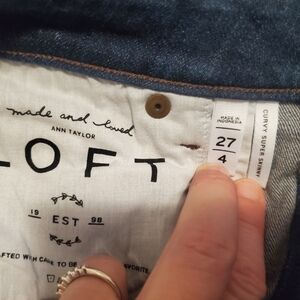 made and loved
ANN TAYLOR
LOFT
19 EST 98
MADE IN
INDONESIA
27
4
CURVY SUPER SKINNY